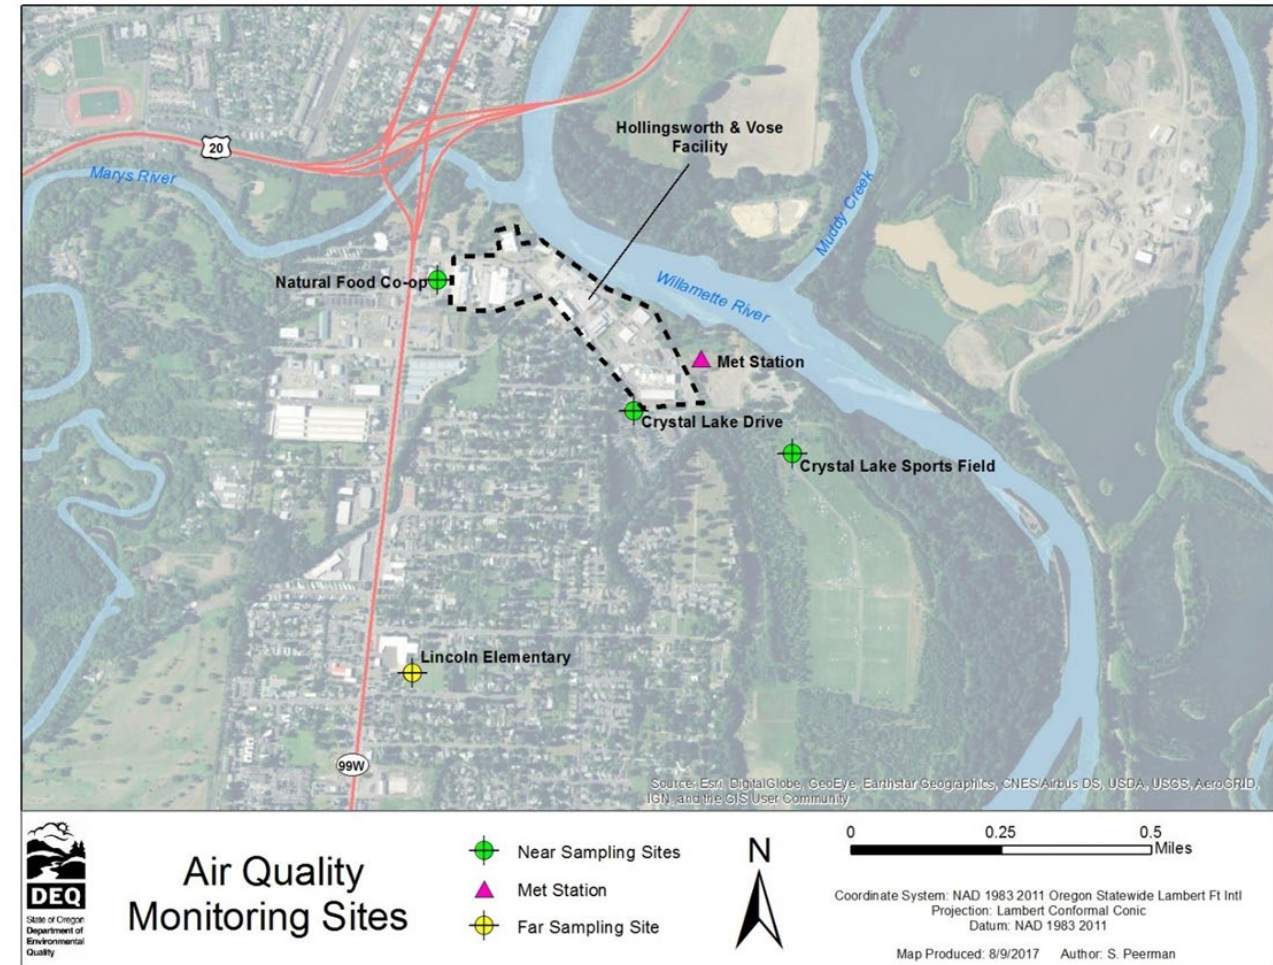 Hollingsworth & Vose
Facility
20
Marys River
Muddy Creek
Natural Food Co-op
Willamette River
Met Station
Crystal Lake Drive
Crystal Lake Sports Field
Lincoln Elementary
99W
Source: Esri, DigitalGlobe, GeoEye, Earthstar Geographics, CNES/Airbus DS, USDA, USGS, AeroGRID,
IGN, and the GIS User Community
DEQ
State of Oregon
Department of
Environmental
Quality
Air Quality
Monitoring Sites
Near Sampling Sites
Met Station
Far Sampling Site
N
0 0.25 0.5
Miles
Coordinate System: NAD 1983 2011 Oregon Statewide Lambert Ft Intl
Projection: Lambert Conformal Conic
Datum: NAD 1983 2011
Map Produced: 8/9/2017 Author: S. Peerman